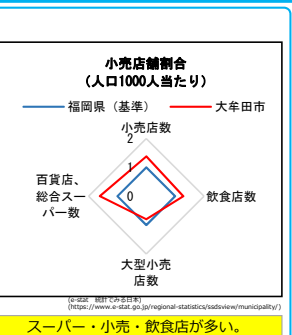 小売店舗割合
（人口1000人当たり）
福岡県（基準）
大牟田市
小売店数
2
1
0
百貨店、
総合スー
パー数
飲食店数
大型小売
店数
(e-stat　統計でみる日本)
(https://www.e-stat.go.jp/regional-statistics/ssdsview/municipality/)
スーパー・小売・飲食店が多い。